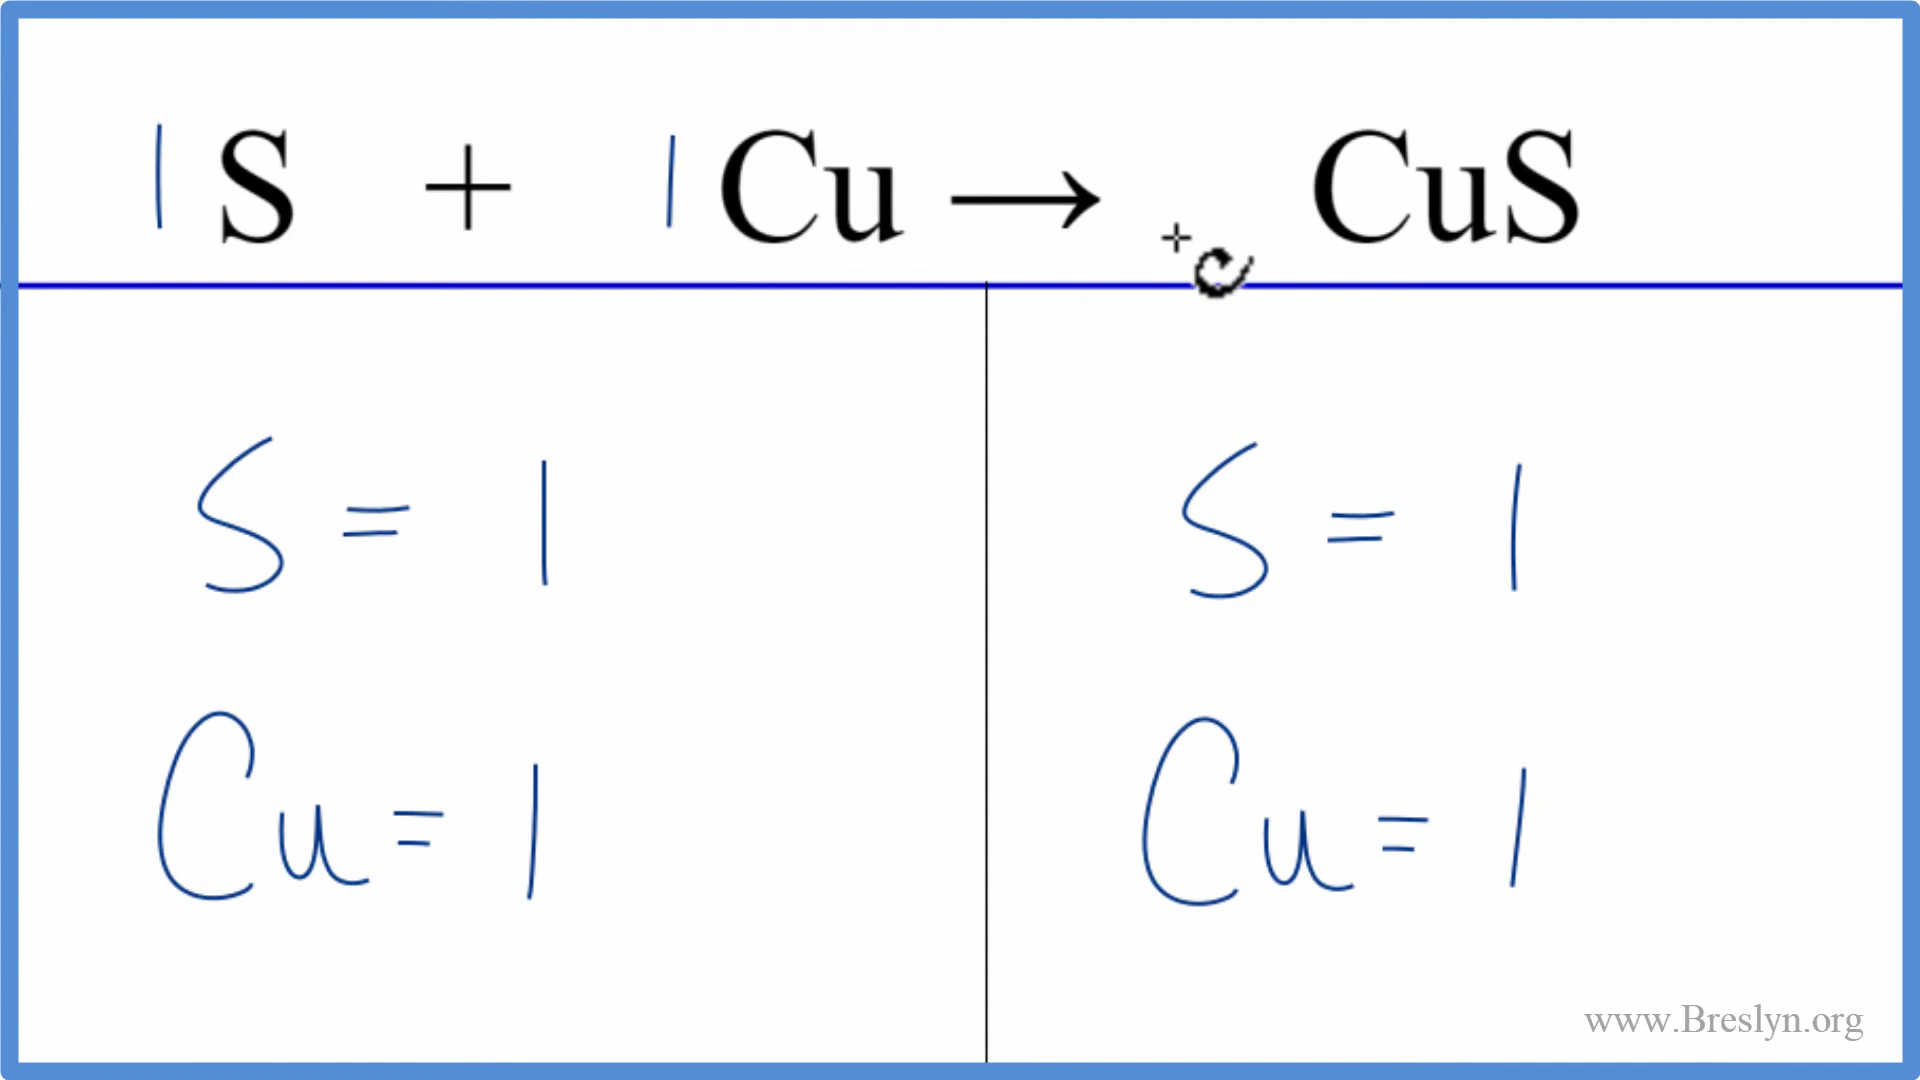 1 S + 1 Cu → CuS
S = 1
S = 1
Cu = 1
Cu = 1
www.Breslyn.org